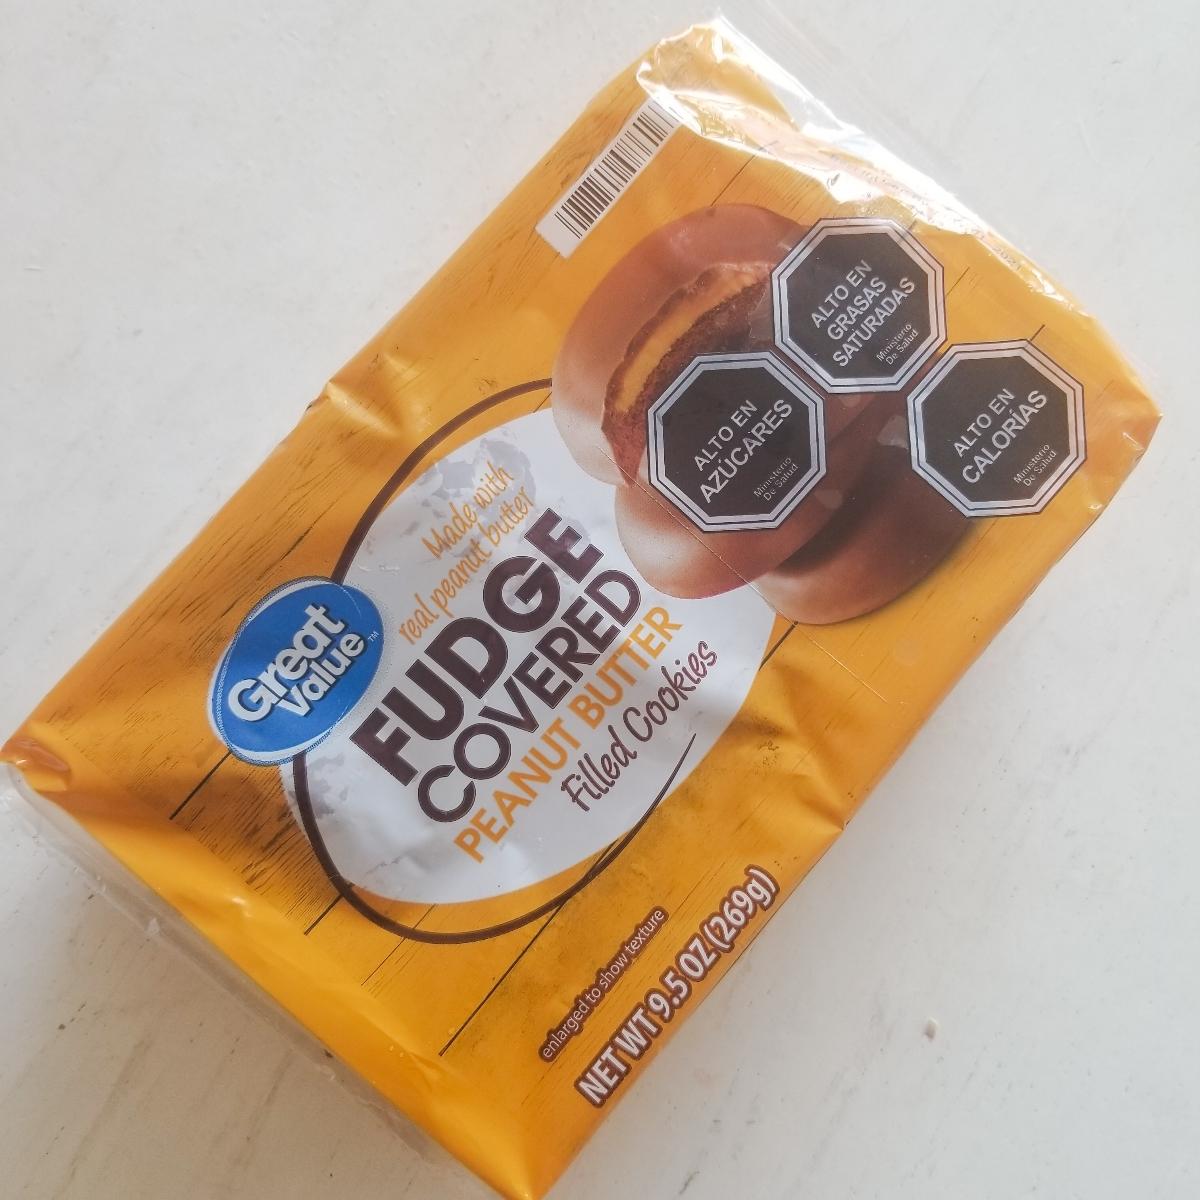 ALTO EN
GRASAS
SATURADAS
Ministerio
De Salud
ALTO EN
AZÚCARES
Ministerio
De Salud
ALTO EN
CALORÍAS
Ministerio
De Salud
Great
Value™
Made with
real peanut butter
FUDGE
COVERED
PEANUT BUTTER
Filled Cookies
enlarged to show texture
NET WT 9.5 OZ (269g)